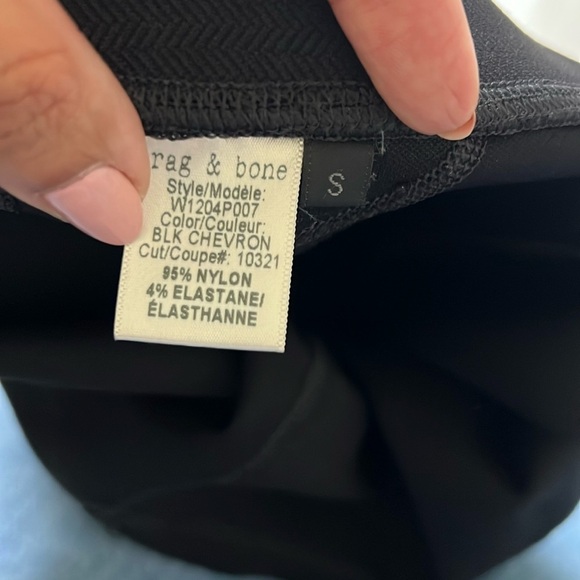 rag & bone
Style/Modèle:
W1204P007
Color/Couleur:
BLK CHEVRON
Cut/Coupe#: 10321
95% NYLON
4% ELASTANE/
ÉLASTHANNE
S